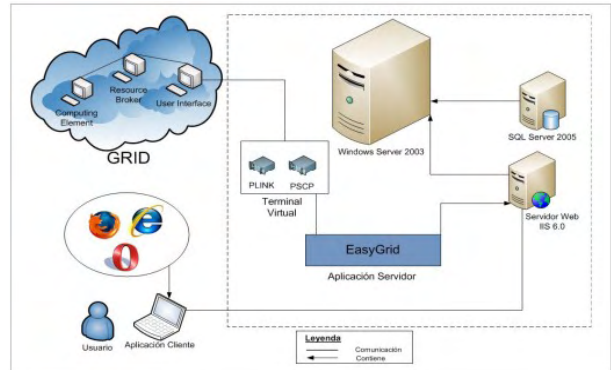 Computing
Element
Resource
Broker
User Interface
GRID
Windows Server 2003
SQL Server 2005
PLINK
PSCP
Terminal
Virtual
Servidor Web
IIS 6.0
EasyGrid
Aplicación Servidor
Usuario
Aplicación Cliente
Leyenda
Comunicación
Contiene